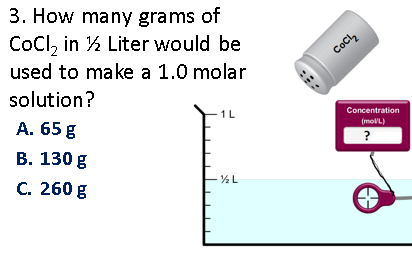 3. How many grams of
CoCl₂ in ½ Liter would be
used to make a 1.0 molar
solution?
A. 65 g
B. 130 g
C. 260 g
CoCl₂
1 L
½ L
Concentration
(mol/L)
?